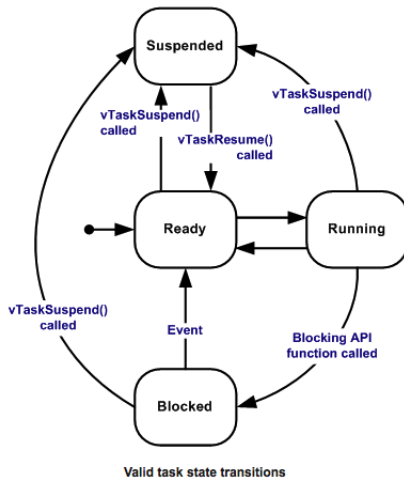 Suspended
vTaskSuspend()
called
vTaskSuspend()
called
vTaskResume()
called
Ready
Running
vTaskSuspend()
called
Event
Blocking API
function called
Blocked
Valid task state transitions